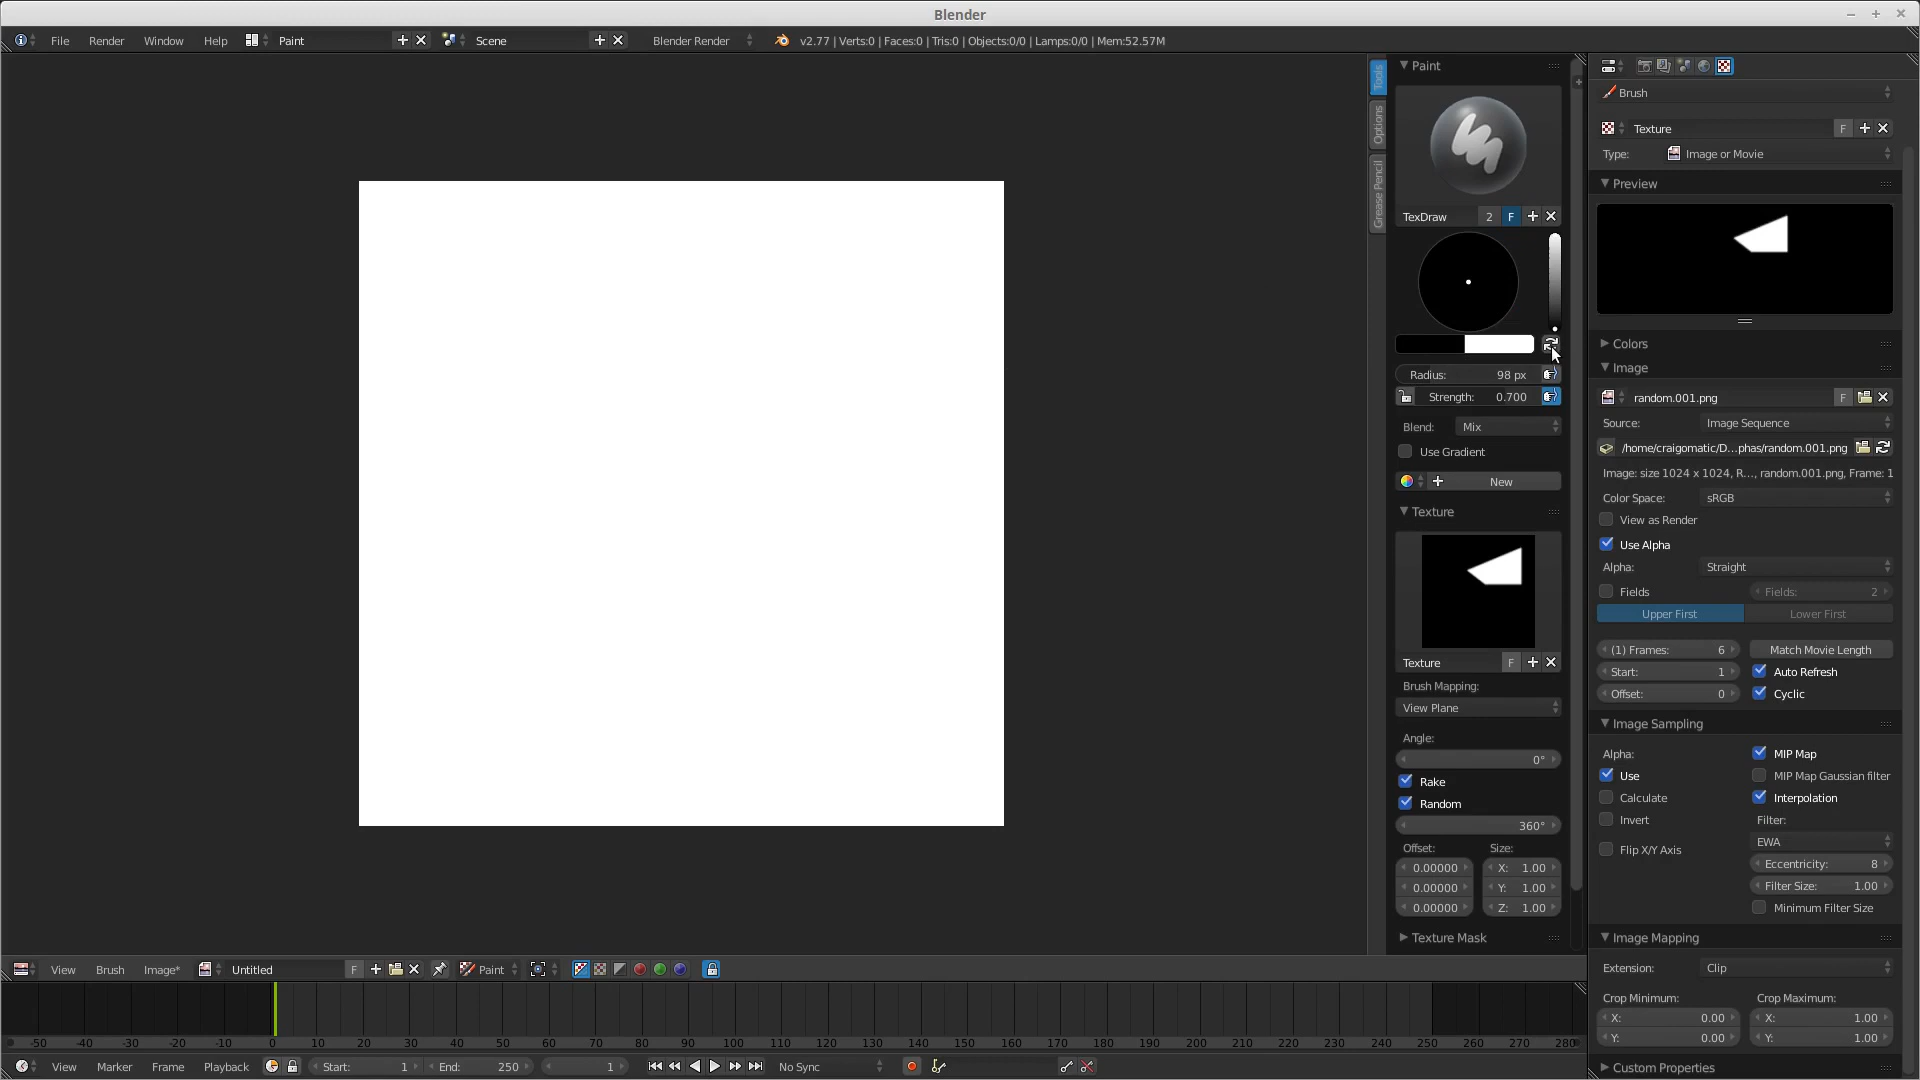 Blender
File Render Window Help Paint Scene Blender Render v2.77 | Verts:0 | Faces:0 | Tris:0 | Objects:0/0 | Lamps:0/0 | Mem:52.57M
Tools
Options
Grease Pencil
Paint
TexDraw 2 F
Radius: 98 px
Strength: 0.700
Blend: Mix
Use Gradient
New
Texture
Texture F
Brush Mapping:
View Plane
Angle:
0°
Rake
Random
360°
Offset: Size:
0.00000 X: 1.00
0.00000 Y: 1.00
0.00000 Z: 1.00
Texture Mask
Brush
Texture F
Type: Image or Movie
Preview
Colors
Image
random.001.png F
Source: Image Sequence
/home/craigomatic/D...phas/random.001.png
Image: size 1024 x 1024, R..., random.001.png, Frame: 1
Color Space: sRGB
View as Render
Use Alpha
Alpha: Straight
Fields Fields: 2
Upper First Lower First
(1) Frames: 6 Match Movie Length
Start: 1 Auto Refresh
Offset: 0 Cyclic
Image Sampling
Alpha: MIP Map
Use MIP Map Gaussian filter
Calculate Interpolation
Invert Filter:
EWA
Flip X/Y Axis
Eccentricity: 8
Filter Size: 1.00
Minimum Filter Size
Image Mapping
Extension: Clip
Crop Minimum: Crop Maximum:
X: 0.00 X: 1.00
Y: 0.00 Y: 1.00
Custom Properties
View Brush Image* Untitled F Paint
-50 -40 -30 -20 -10 0 10 20 30 40 50 60 70 80 90 100 110 120 130 140 150 160 170 180 190 200 210 220 230 240 250 260 270 280
View Marker Frame Playback Start: 1 End: 250 1 No Sync